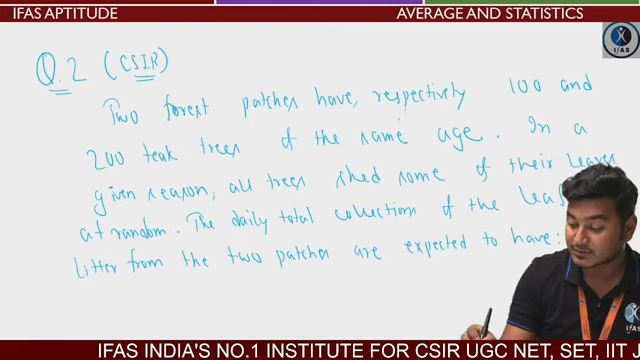 IFAS APTITUDE
AVERAGE AND STATISTICS
IFAS
Q.2 (CSIR)
Two forest patches have, respectively 100 and
200 teak trees of the same age. In a
given season, all trees shed some of their leaves
at random. The daily total collection of the
litter from the two patches are expected to have:
IFAS INDIA'S NO.1 INSTITUTE FOR CSIR UGC NET, SET, IIT J